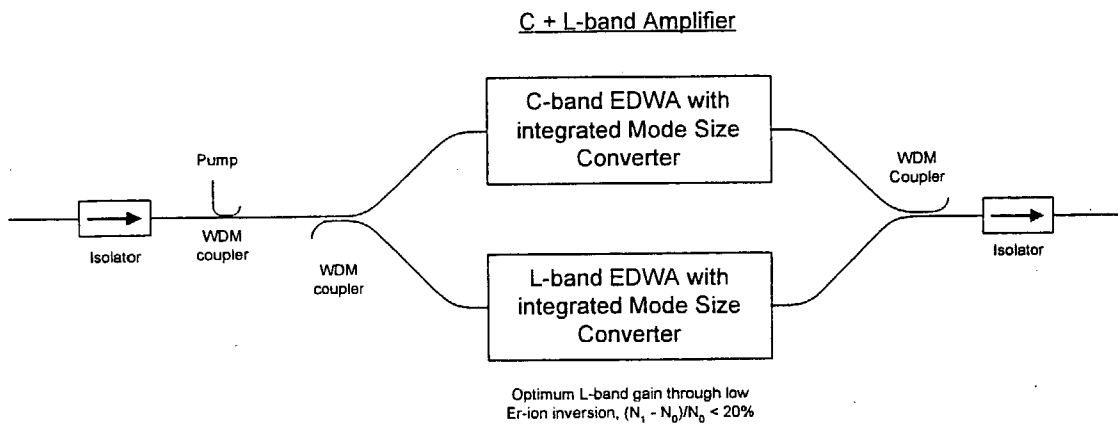 C + L-band Amplifier
C-band EDWA with
integrated Mode Size
Converter
Pump
WDM
Coupler
Isolator
WDM
coupler
WDM
coupler
Isolator
L-band EDWA with
integrated Mode Size
Converter
Optimum L-band gain through low
Er-ion inversion, (N₁ - N₀)/N₀ < 20%